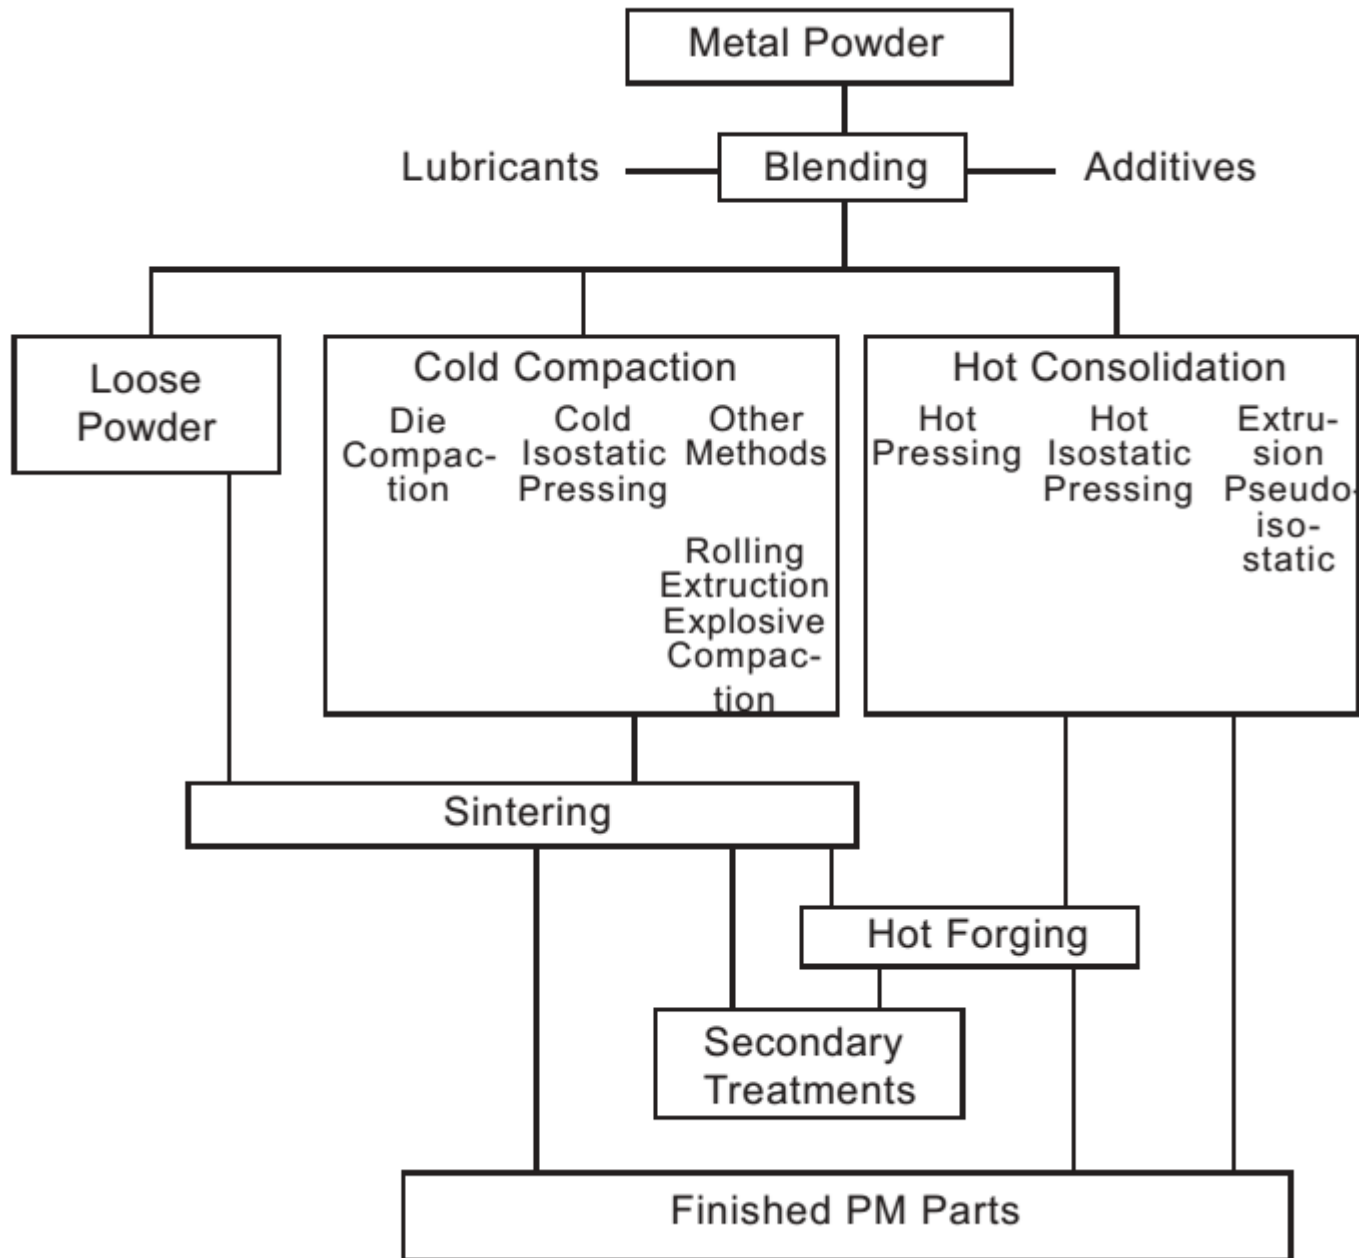 Metal Powder
Lubricants
Blending
Additives
Loose
Powder
Cold Compaction
Die
Compac-
tion
Cold
Isostatic
Pressing
Other
Methods
Rolling
Extruction
Explosive
Compac-
tion
Hot Consolidation
Hot
Pressing
Hot
Isostatic
Pressing
Extru-
sion
Pseudo-
iso-
static
Sintering
Hot Forging
Secondary
Treatments
Finished PM Parts